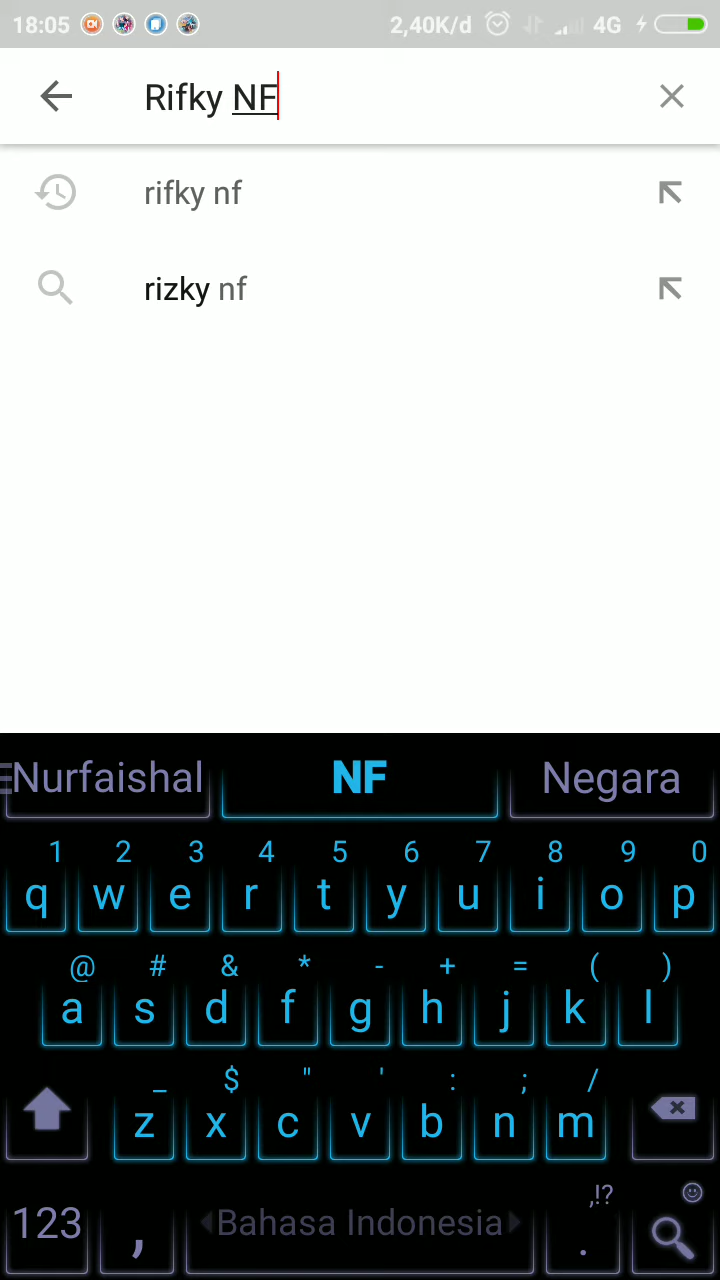 18:05 2,40K/d 4G
Rifky NF
rifky nf
rizky nf
Nurfaishal NF Negara
1 2 3 4 5 6 7 8 9 0
q w e r t y u i o p
@ # & * - + = ( )
a s d f g h j k l
_ $ " ' : ; /
z x c v b n m
,!?
123 , Bahasa Indonesia .